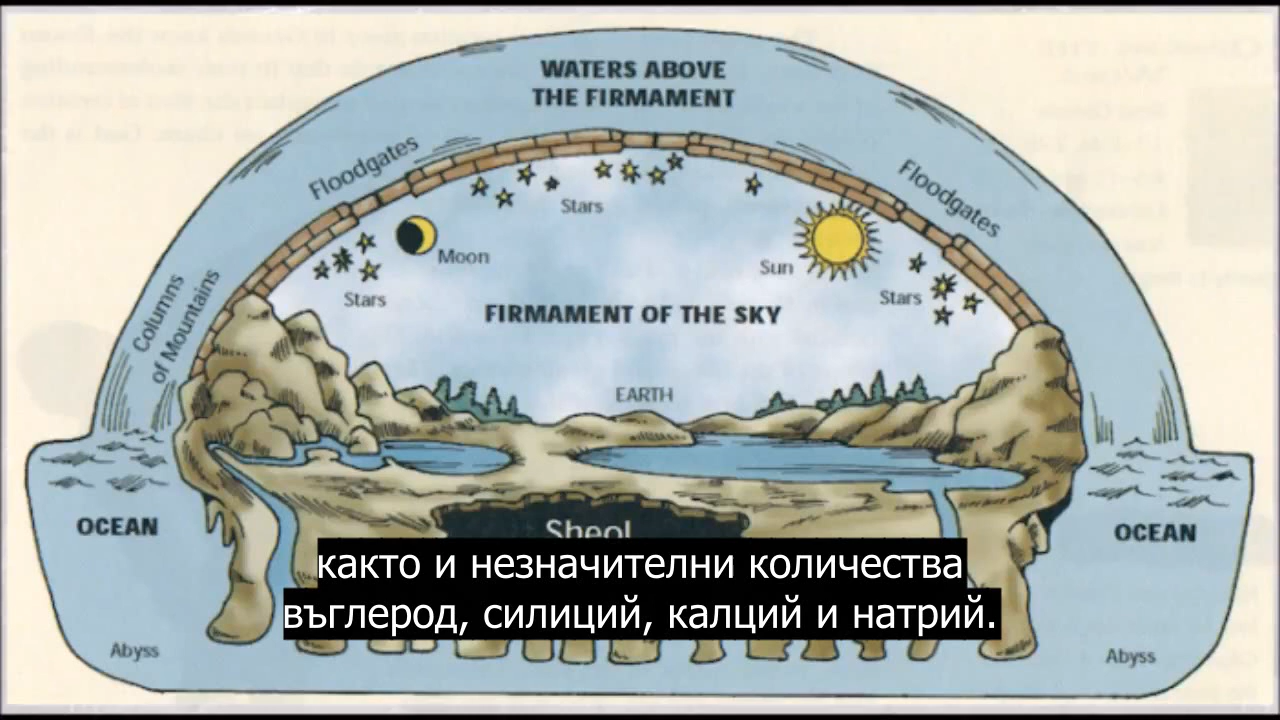 WATERS ABOVE
THE FIRMAMENT
Floodgates
Floodgates
Stars
Moon
Sun
Stars
Stars
Columns
of Mountains
FIRMAMENT OF THE SKY
EARTH
OCEAN
Sheol
OCEAN
както и незначителни количества
въглерод, силиций, калций и натрий.
Abyss
Abyss